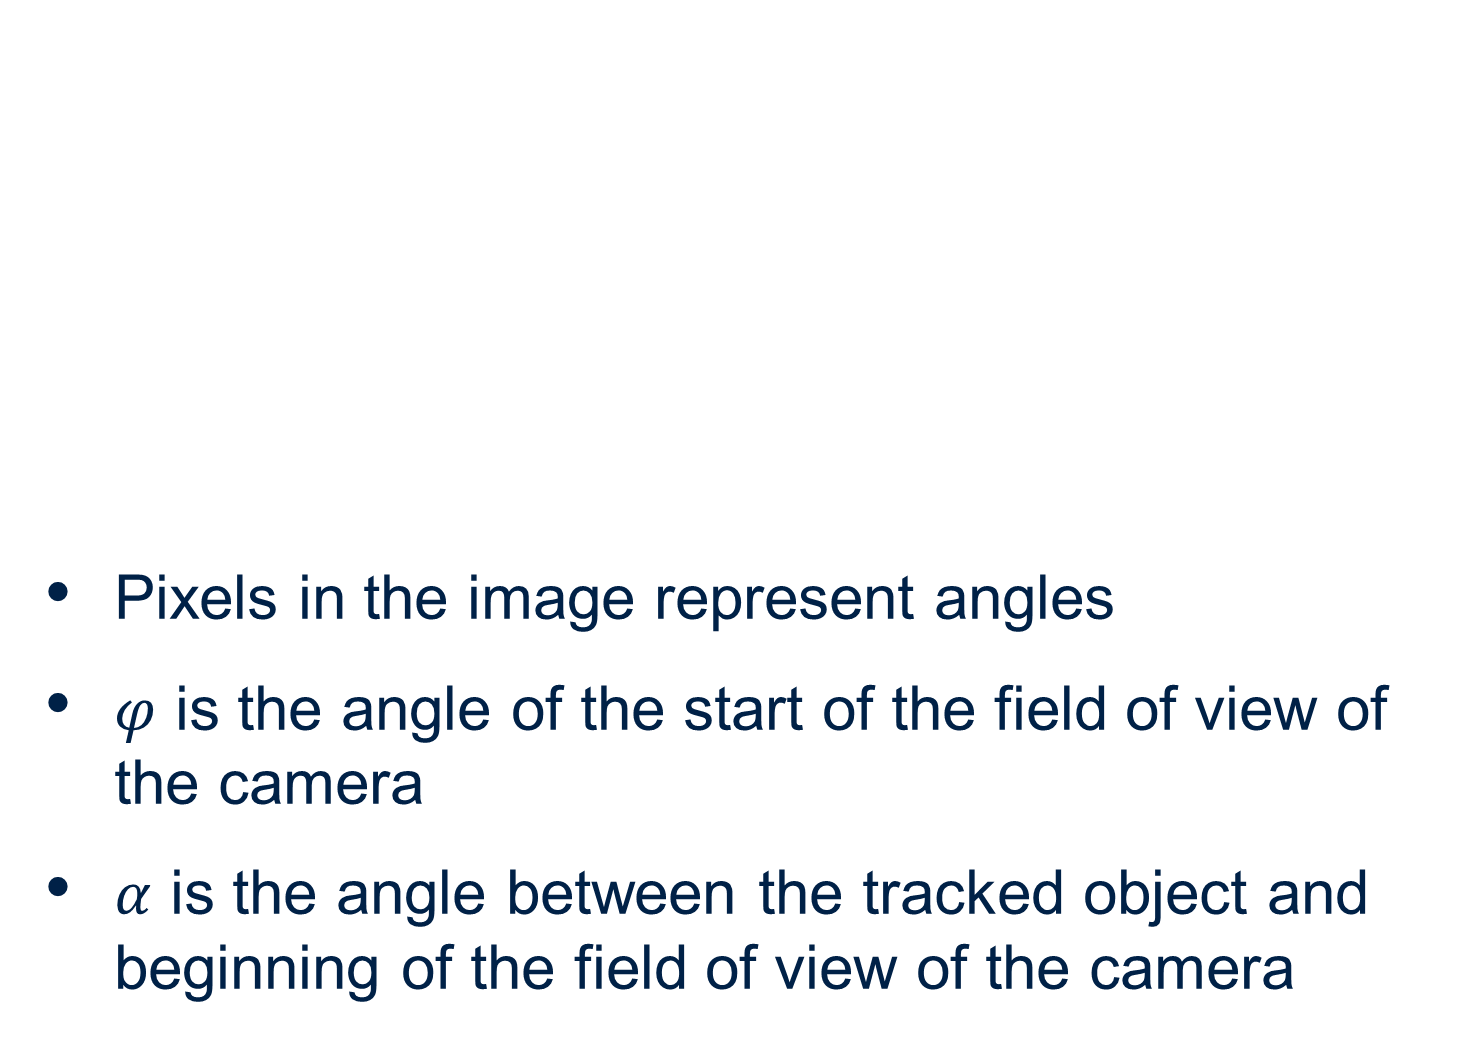 • Pixels in the image represent angles
• 𝜑 is the angle of the start of the field of view of
the camera
• 𝛼 is the angle between the tracked object and
beginning of the field of view of the camera